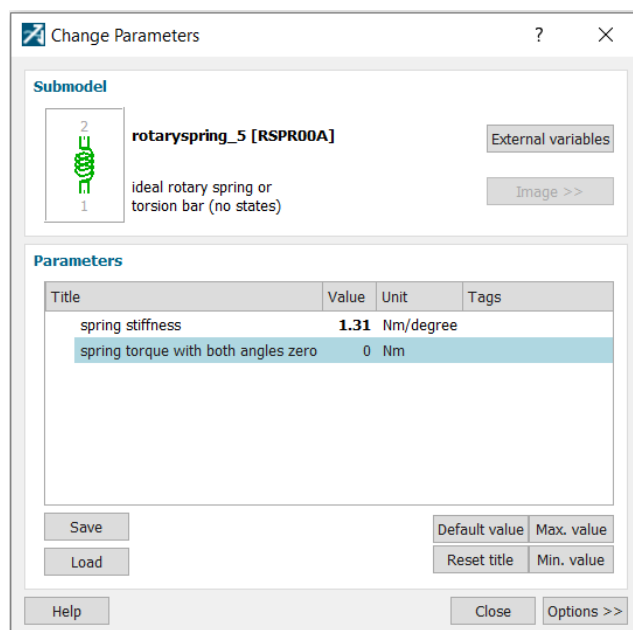 Change Parameters ?
Submodel
2
1
rotaryspring_5 [RSPR00A]
External variables
ideal rotary spring or
torsion bar (no states)
Image >>
Parameters
Title Value Unit Tags
spring stiffness 1.31 Nm/degree
spring torque with both angles zero 0 Nm
Save Default value Max. value
Load Reset title Min. value
Help Close Options >>